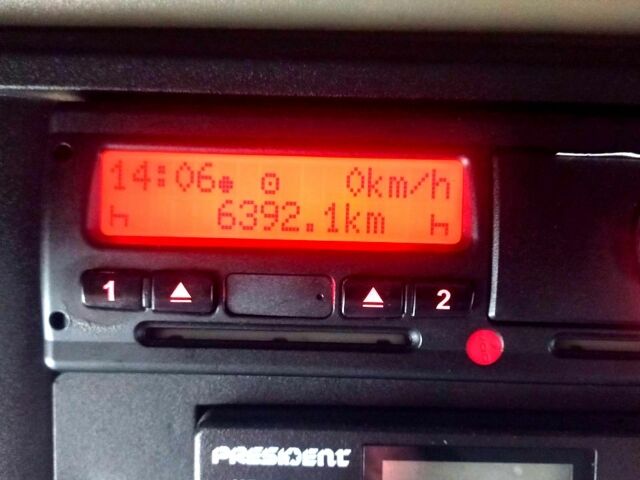 14:06 0km/h
6392.1km
1 2
PRESIDENT